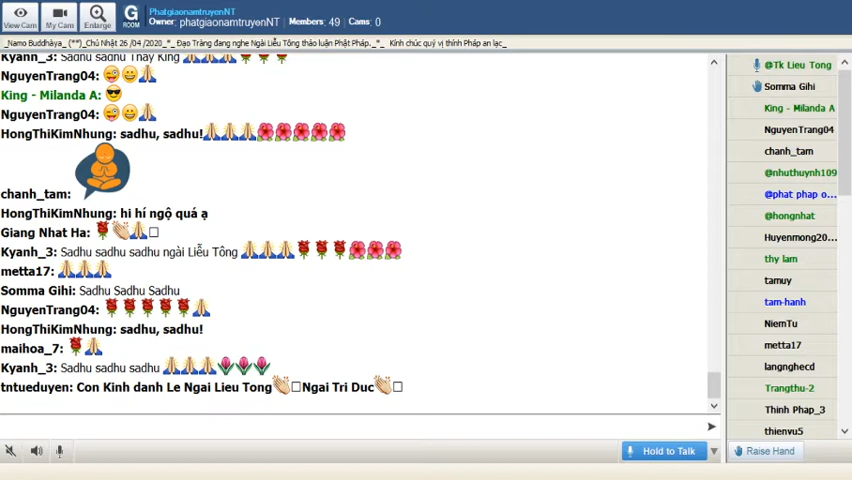 View Cam
My Cam
Enlarge
G
ROOM
PhatgiaonamtruyenNT
Owner: phatgiaonamtruyenNT Members: 49 Cams: 0
_Namo Buddhàya_ (**)_Chủ Nhật 26 /04 /2020_*_ Đạo Tràng đang nghe Ngài Liễu Tông thảo luận Phật Pháp._*_ Kính chúc quý vị thính Pháp an lạc_
Kyanh_3: Sadhu sadhu Thầy King
NguyenTrang04:
King - Milanda A:
NguyenTrang04:
HongThiKimNhung: sadhu, sadhu!
chanh_tam:
HongThiKimNhung: hi hí ngộ quá ạ
Giang Nhat Ha:
Kyanh_3: Sadhu sadhu sadhu ngài Liễu Tông
metta17:
Somma Gihi: Sadhu Sadhu Sadhu
NguyenTrang04:
HongThiKimNhung: sadhu, sadhu!
maihoa_7:
Kyanh_3: Sadhu sadhu sadhu
tntueduyen: Con Kinh danh Le Ngai Lieu Tong Ngai Tri Duc
@Tk Lieu Tong
Somma Gihi
King - Milanda A
NguyenTrang04
chanh_tam
@nhuthuynh109
@phat phap o...
@hongnhat
Huyenmong20...
thy lam
tamuy
tam-hanh
NiemTu
metta17
langnghecd
Trangthu-2
Thinh Phap_3
thienvu5
Hold to Talk
Raise Hand